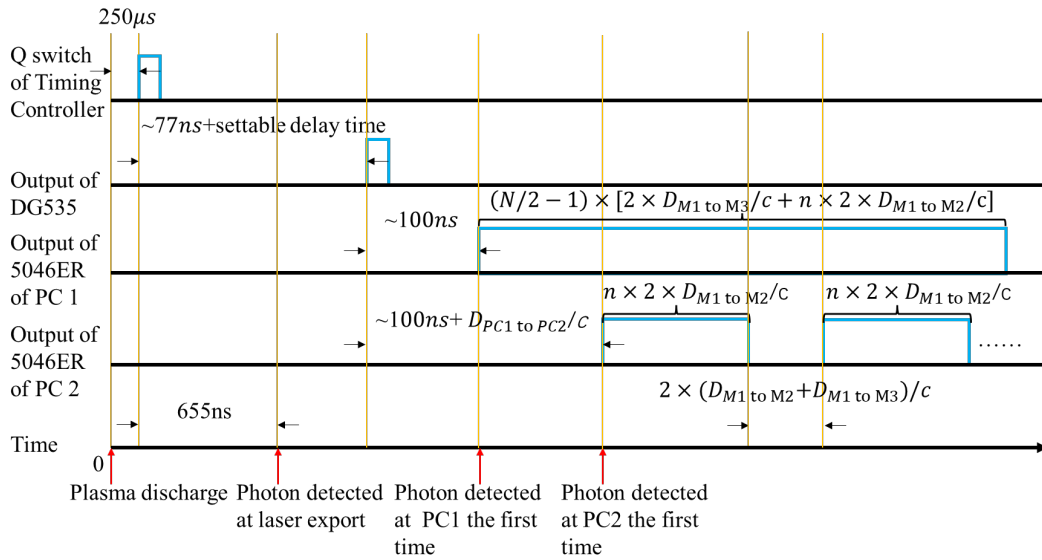 250μs
Q switch
of Timing
Controller
~77ns+settable delay time
Output of
DG535
(N/2 − 1) × [2 × D_{M1 to M3}/c + n × 2 × D_{M1 to M2}/c]
~100ns
Output of
5046ER
of PC 1
n × 2 × D_{M1 to M2}/c
n × 2 × D_{M1 to M2}/c
~100ns+ D_{PC1 to PC2}/c
Output of
5046ER
of PC 2
......
2 × (D_{M1 to M2}+D_{M1 to M3})/c
655ns
Time
0
Plasma discharge
Photon detected
at laser export
Photon detected
at PC1 the first
time
Photon detected
at PC2 the first
time